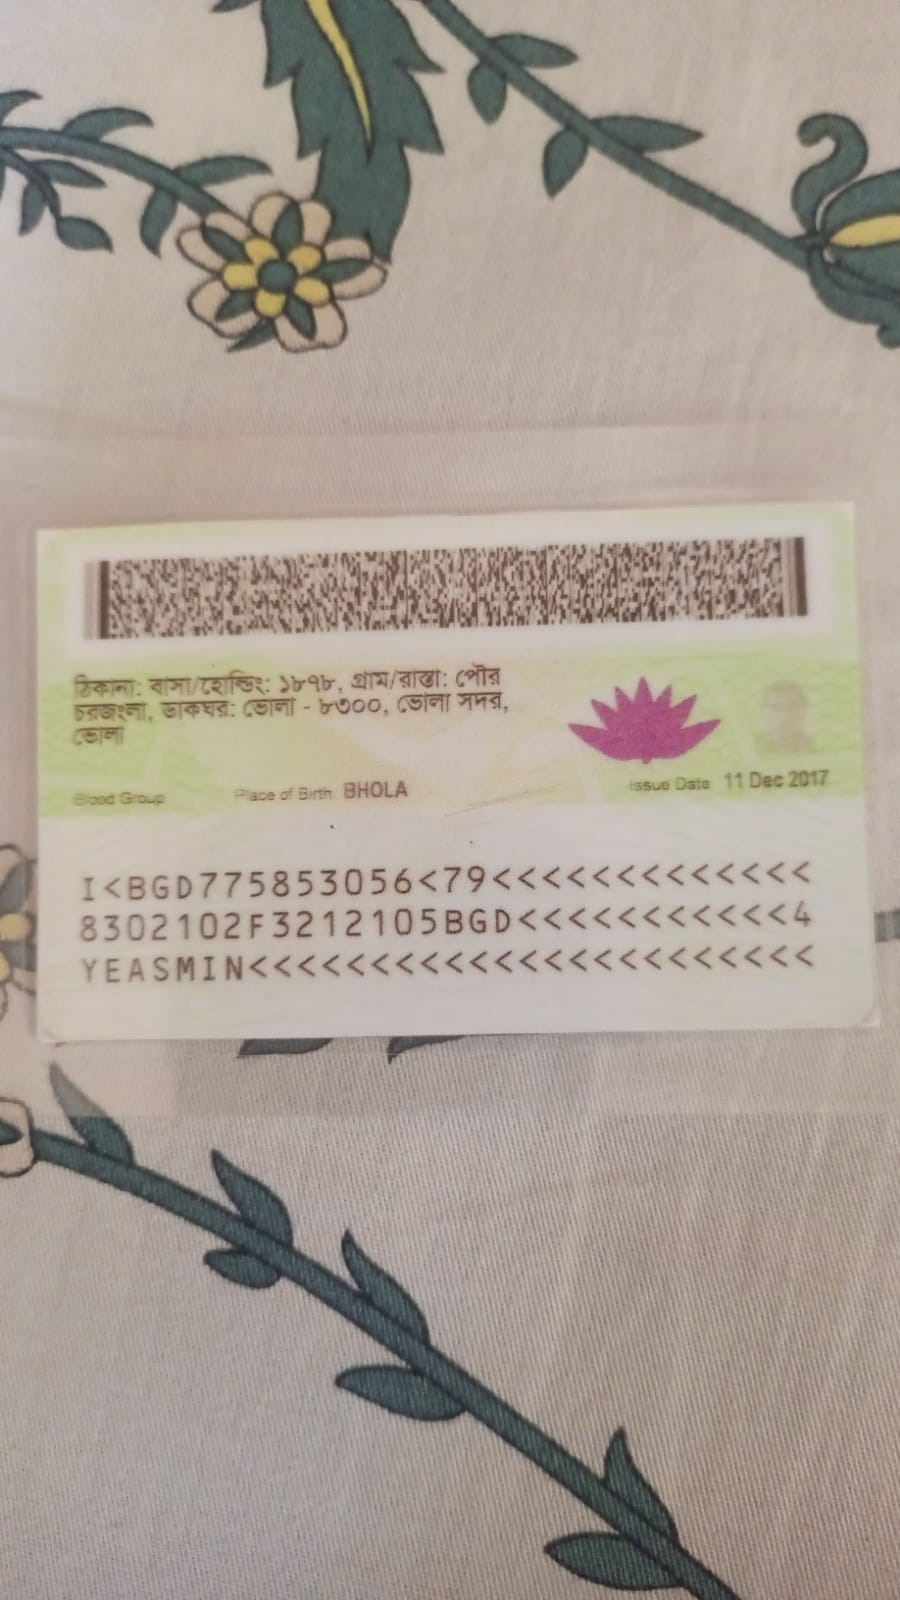 ঠিকানা: বাসা/হোল্ডিং: ১৮৭৮, গ্রাম/রাস্তা: পৌর
চরজংলা, ডাকঘর: ভোলা - ৮৩০০, ভোলা সদর,
ভোলা
Blood Group Place of Birth BHOLA Issue Date 11 Dec 2017
I<BGD775853056<79<<<<<<<<<<<<<
8302102F3212105BGD<<<<<<<<<<<4
YEASMIN<<<<<<<<<<<<<<<<<<<<<<<